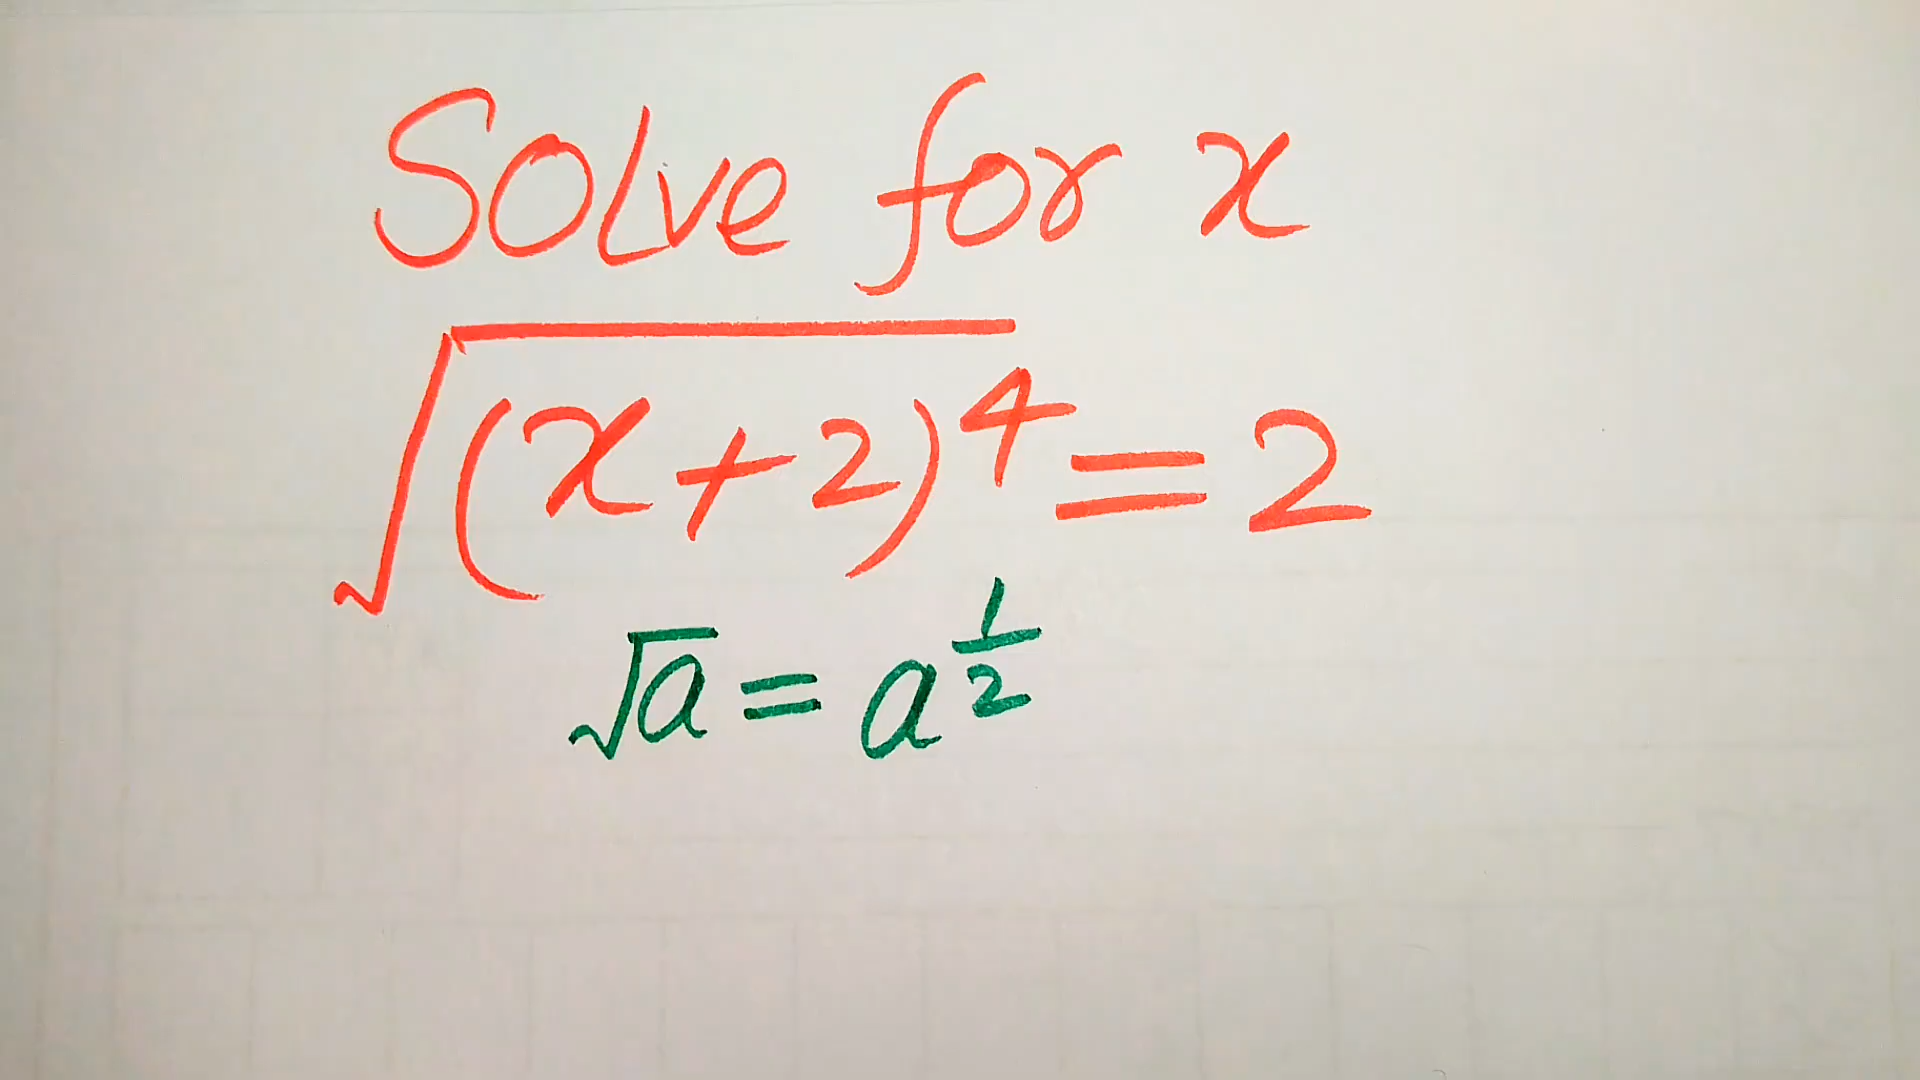 Solve for x
√(x+2)⁴ = 2
√a = a^(1/2)